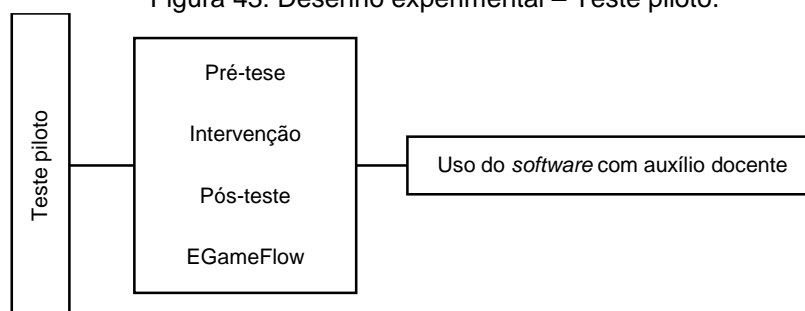 Figura 43: Desenho experimental – Teste piloto.
Teste piloto
Pré-tese
Intervenção
Pós-teste
EGameFlow
Uso do software com auxílio docente